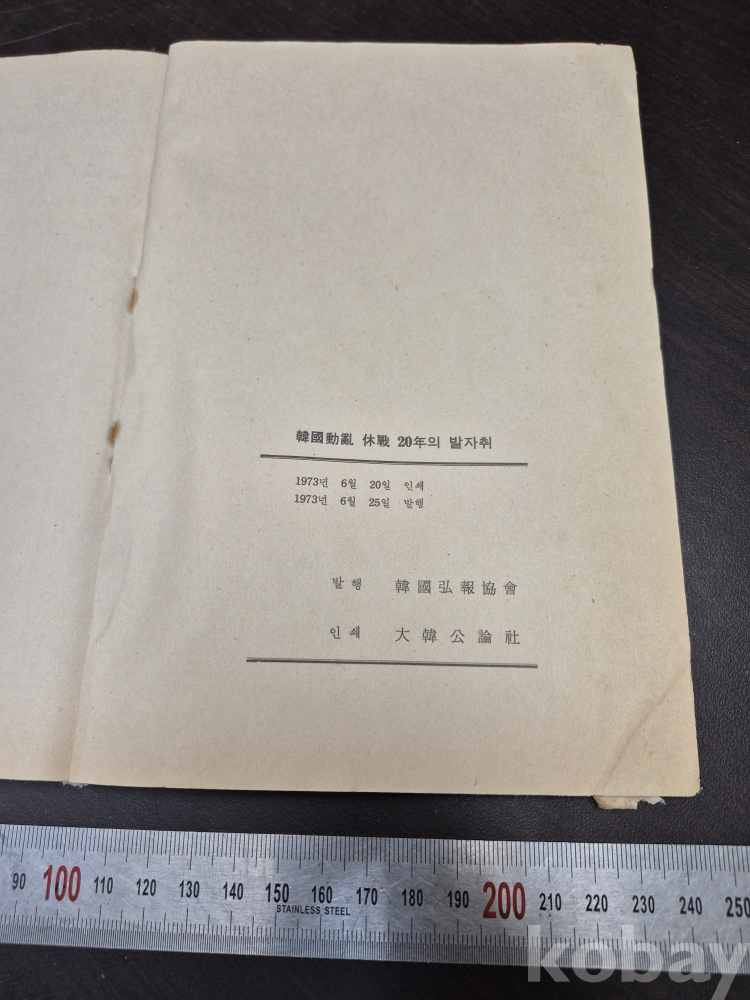 韓國動亂 休戰 20年의 발자취
1973년 6월 20일 인쇄
1973년 6월 25일 발행
발행 韓國弘報協會
인쇄 大韓公論社
90 100 110 120 130 140 150 160 170 180 190 200 210 220 230 240 250
STAINLESS STEEL
kobay